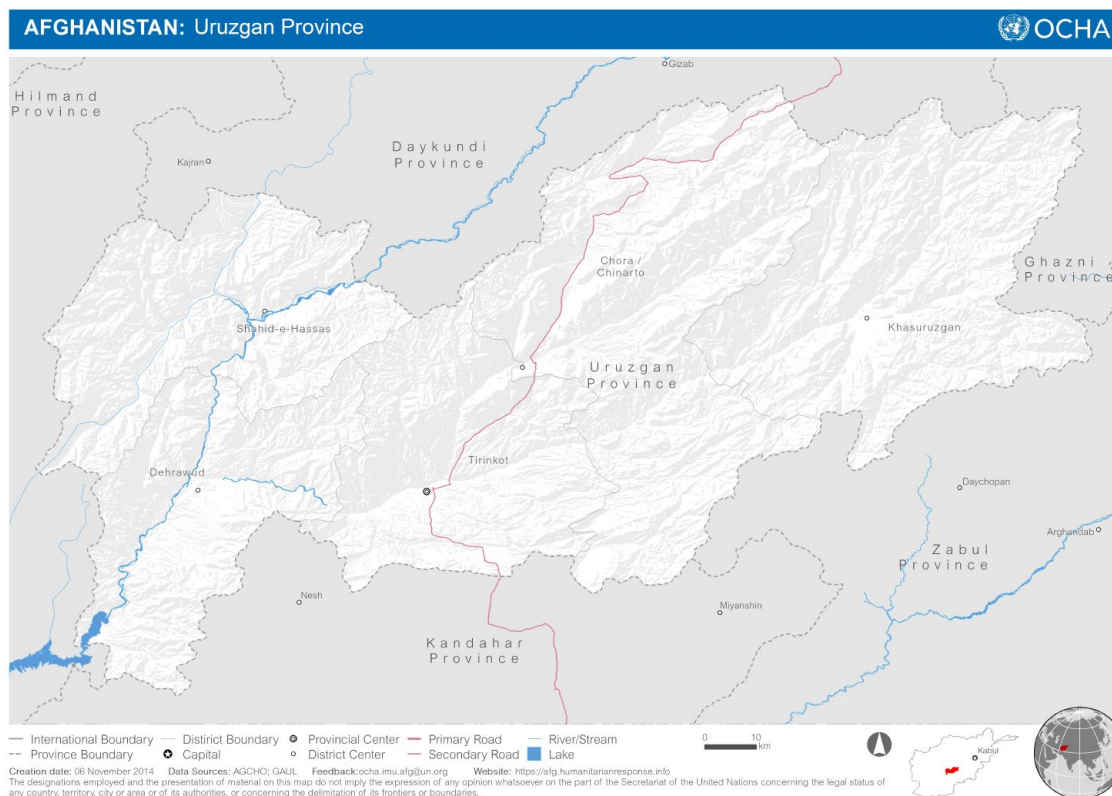 AFGHANISTAN: Uruzgan Province
OCHA
Gizab
Hilmand
Province
Daykundi
Province
Kajran
Chora /
Chinarto
Ghazni
Province
Shahid-e-Hassas
Khasuruzgan
Uruzgan
Province
Tirinkot
Dehrawud
Daychopan
Arghandab
Zabul
Province
Nesh
Miyanshin
Kandahar
Province
International Boundary
District Boundary
Provincial Center
Primary Road
River/Stream
Province Boundary
Capital
District Center
Secondary Road
Lake
0 10
km
Kabul
Creation date: 06 November 2014 Data Sources: AGCHO; GAUL Feedback:ocha.imu.afg@un.org Website: https://afg.humanitarianresponse.info
The designations employed and the presentation of material on this map do not imply the expression of any opinion whatsoever on the part of the Secretariat of the United Nations concerning the legal status of
any country, territory, city or area or of its authorities, or concerning the delimitation of its frontiers or boundaries.